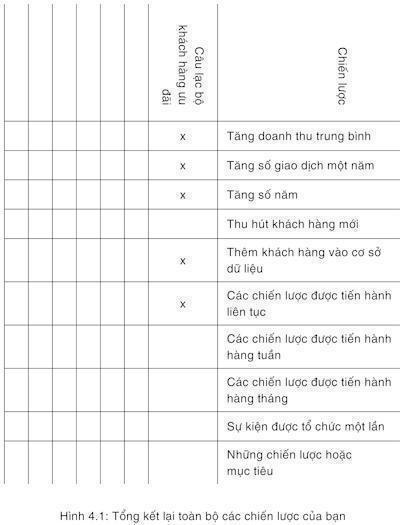 Câu lạc bộ
khách hàng ưu
đãi
Chiến lược
x
Tăng doanh thu trung bình
x
Tăng số giao dịch một năm
x
Tăng số năm
Thu hút khách hàng mới
x
Thêm khách hàng vào cơ sở
dữ liệu
x
Các chiến lược được tiến hành
liên tục
Các chiến lược được tiến hành
hàng tuần
Các chiến lược được tiến hành
hàng tháng
Sự kiện được tổ chức một lần
Những chiến lược hoặc
mục tiêu
Hình 4.1: Tổng kết lại toàn bộ các chiến lược của bạn